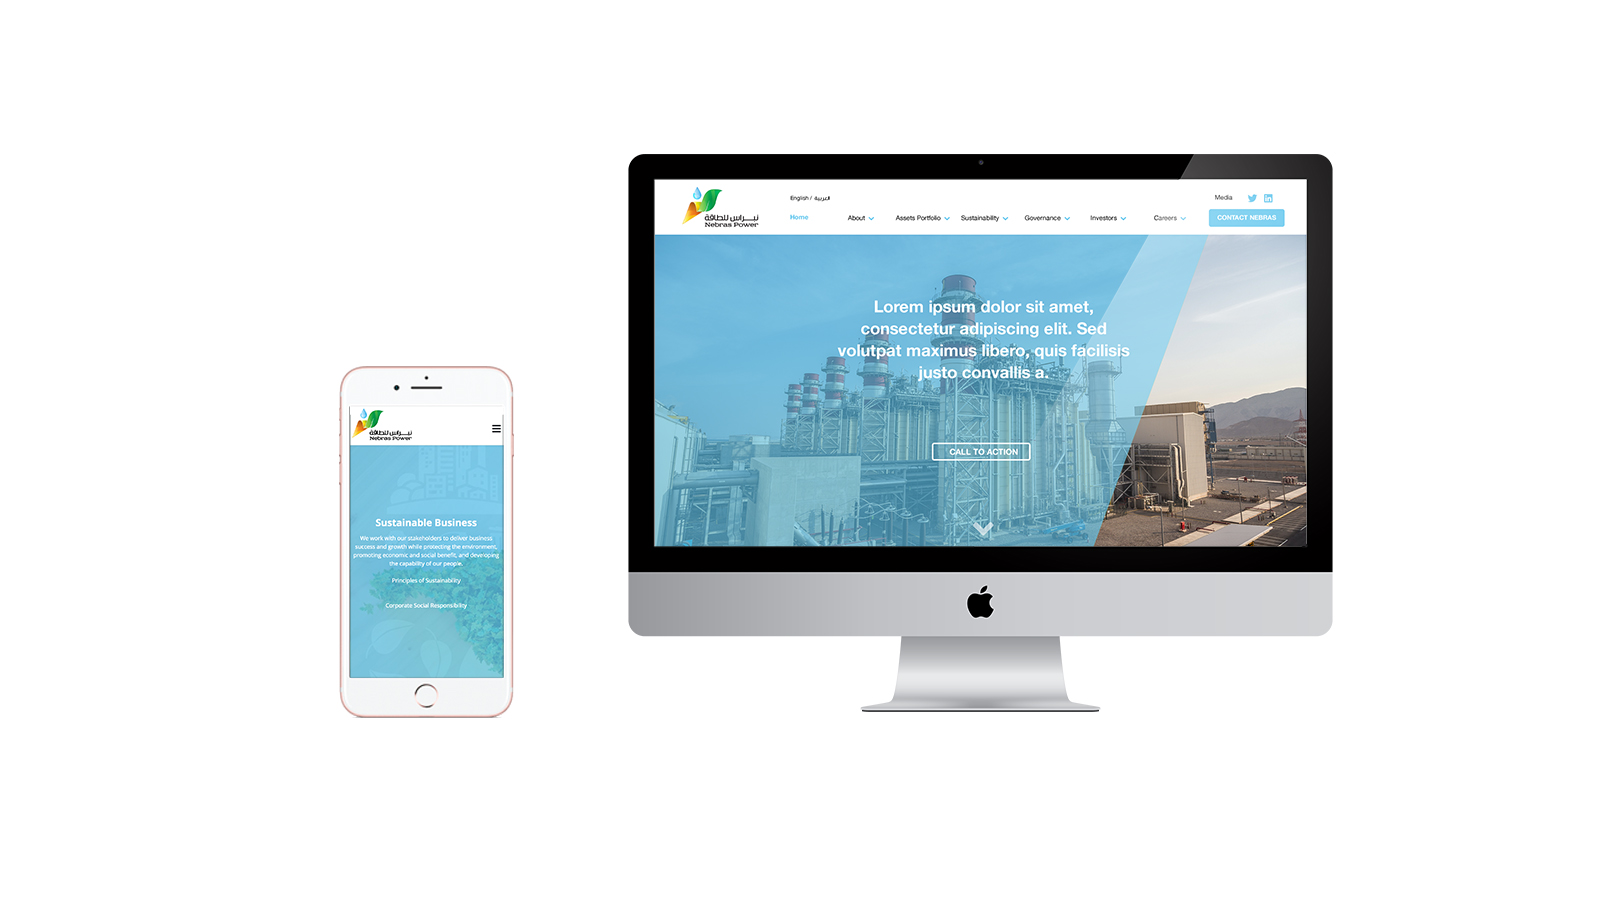 نبراس للطاقة
Nebras Power
Sustainable Business
We work with our stakeholders to deliver business
success and growth while protecting the environment,
promoting economic and social benefit, and developing
the capability of our people.
Principles of Sustainability
Corporate Social Responsibility
نبراس للطاقة
Nebras Power
English / العربية
Media
Home About Assets Portfolio Sustainability Governance Investors Careers CONTACT NEBRAS
Lorem ipsum dolor sit amet,
consectetur adipiscing elit. Sed
volutpat maximus libero, quis facilisis
justo convallis a.
CALL TO ACTION